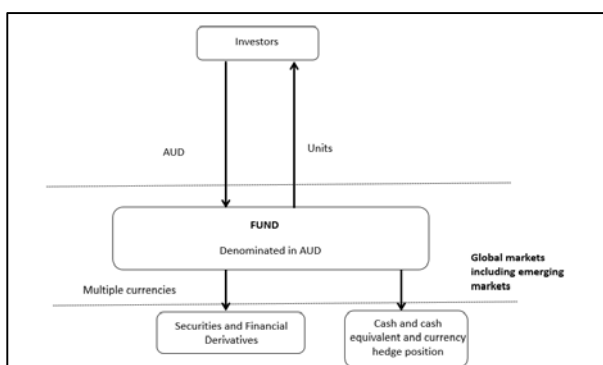 Investors
AUD
Units
FUND
Denominated in AUD
Global markets
including emerging
markets
Multiple currencies
Securities and Financial
Derivatives
Cash and cash
equivalent and currency
hedge position